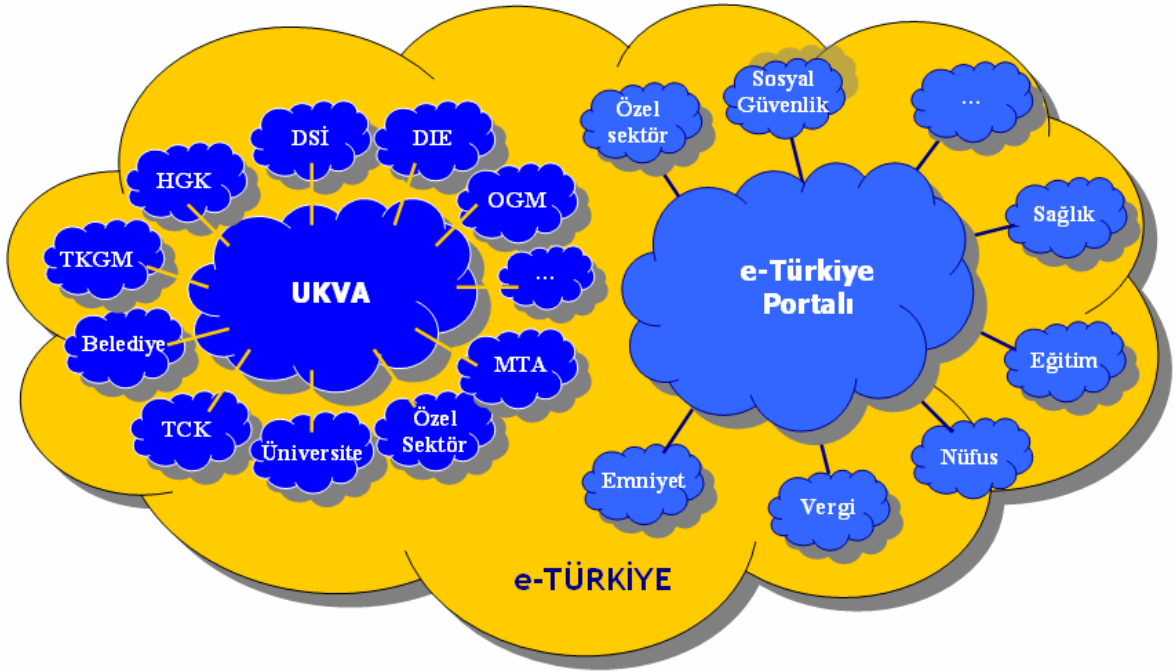 DSİ
DIE
HGK
OGM
TKGM
...
UKVA
Belediye
MTA
TCK
Üniversite
Özel
Sektör
Özel
sektör
Sosyal
Güvenlik
...
Sağlık
e-Türkiye
Portalı
Eğitim
Nüfus
Emniyet
Vergi
e-TÜRKİYE